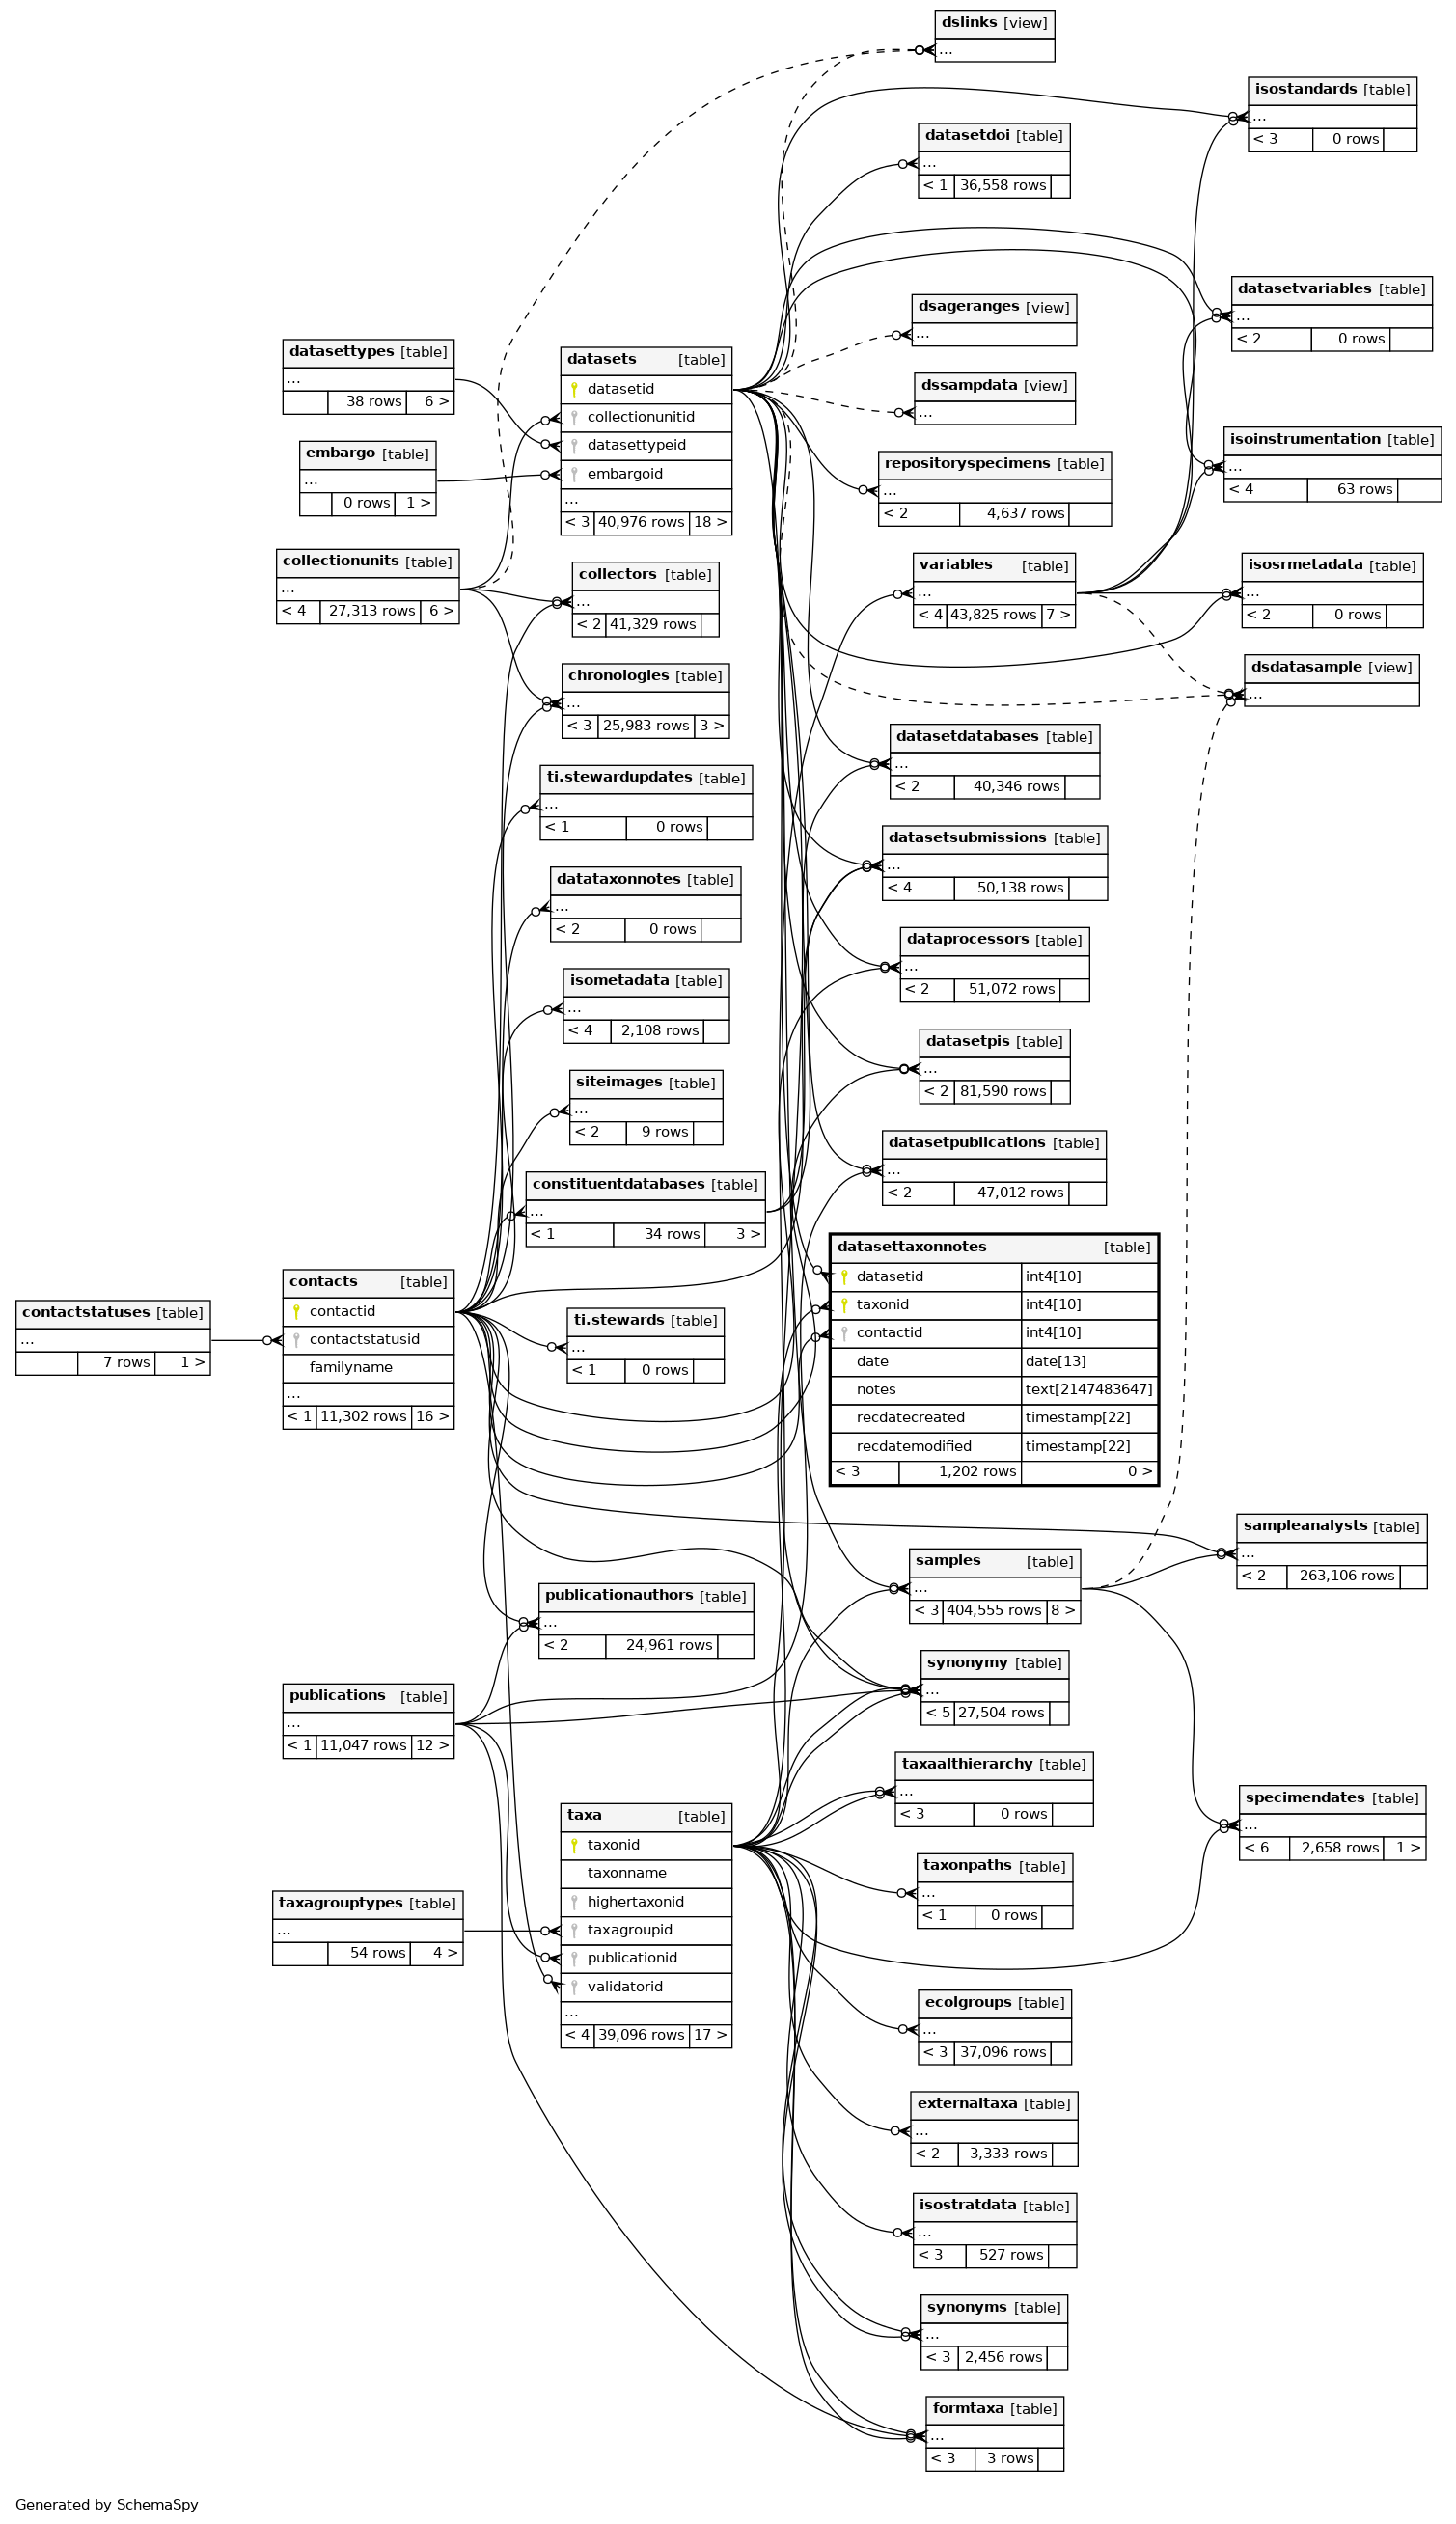 dslinks [view]
...
isostandards [table]
...
< 3 0 rows
datasetdoi [table]
...
< 1 36,558 rows
datasetvariables [table]
...
< 2 0 rows
dsageranges [view]
...
datasettypes [table]
...
38 rows 6 >
datasets [table]
datasetid
collectionunitid
datasettypeid
embargoid
...
< 3 40,976 rows 18 >
dssampdata [view]
...
isoinstrumentation [table]
...
< 4 63 rows
embargo [table]
...
0 rows 1 >
repositoryspecimens [table]
...
< 2 4,637 rows
collectionunits [table]
...
< 4 27,313 rows 6 >
collectors [table]
...
< 2 41,329 rows
variables [table]
...
< 4 43,825 rows 7 >
isosrmetadata [table]
...
< 2 0 rows
dsdatasample [view]
...
chronologies [table]
...
< 3 25,983 rows 3 >
datasetdatabases [table]
...
< 2 40,346 rows
ti.stewardupdates [table]
...
< 1 0 rows
datasetsubmissions [table]
...
< 4 50,138 rows
datataxonnotes [table]
...
< 2 0 rows
dataprocessors [table]
...
< 2 51,072 rows
isometadata [table]
...
< 4 2,108 rows
datasetpis [table]
...
< 2 81,590 rows
siteimages [table]
...
< 2 9 rows
datasetpublications [table]
...
< 2 47,012 rows
constituentdatabases [table]
...
< 1 34 rows 3 >
datasettaxonnotes [table]
datasetid int4[10]
taxonid int4[10]
contactid int4[10]
date date[13]
notes text[2147483647]
recdatecreated timestamp[22]
recdatemodified timestamp[22]
< 3 1,202 rows 0 >
contacts [table]
contactid
contactstatusid
familyname
...
< 1 11,302 rows 16 >
contactstatuses [table]
...
7 rows 1 >
ti.stewards [table]
...
< 1 0 rows
sampleanalysts [table]
...
< 2 263,106 rows
samples [table]
...
< 3 404,555 rows 8 >
publicationauthors [table]
...
< 2 24,961 rows
synonymy [table]
...
< 5 27,504 rows
publications [table]
...
< 1 11,047 rows 12 >
taxaalthierarchy [table]
...
< 3 0 rows
specimendates [table]
...
< 6 2,658 rows 1 >
taxa [table]
taxonid
taxonname
highertaxonid
taxagroupid
publicationid
validatorid
...
< 4 39,096 rows 17 >
taxonpaths [table]
...
< 1 0 rows
taxagrouptypes [table]
...
54 rows 4 >
ecolgroups [table]
...
< 3 37,096 rows
externaltaxa [table]
...
< 2 3,333 rows
isostratdata [table]
...
< 3 527 rows
synonyms [table]
...
< 3 2,456 rows
formtaxa [table]
...
< 3 3 rows
Generated by SchemaSpy